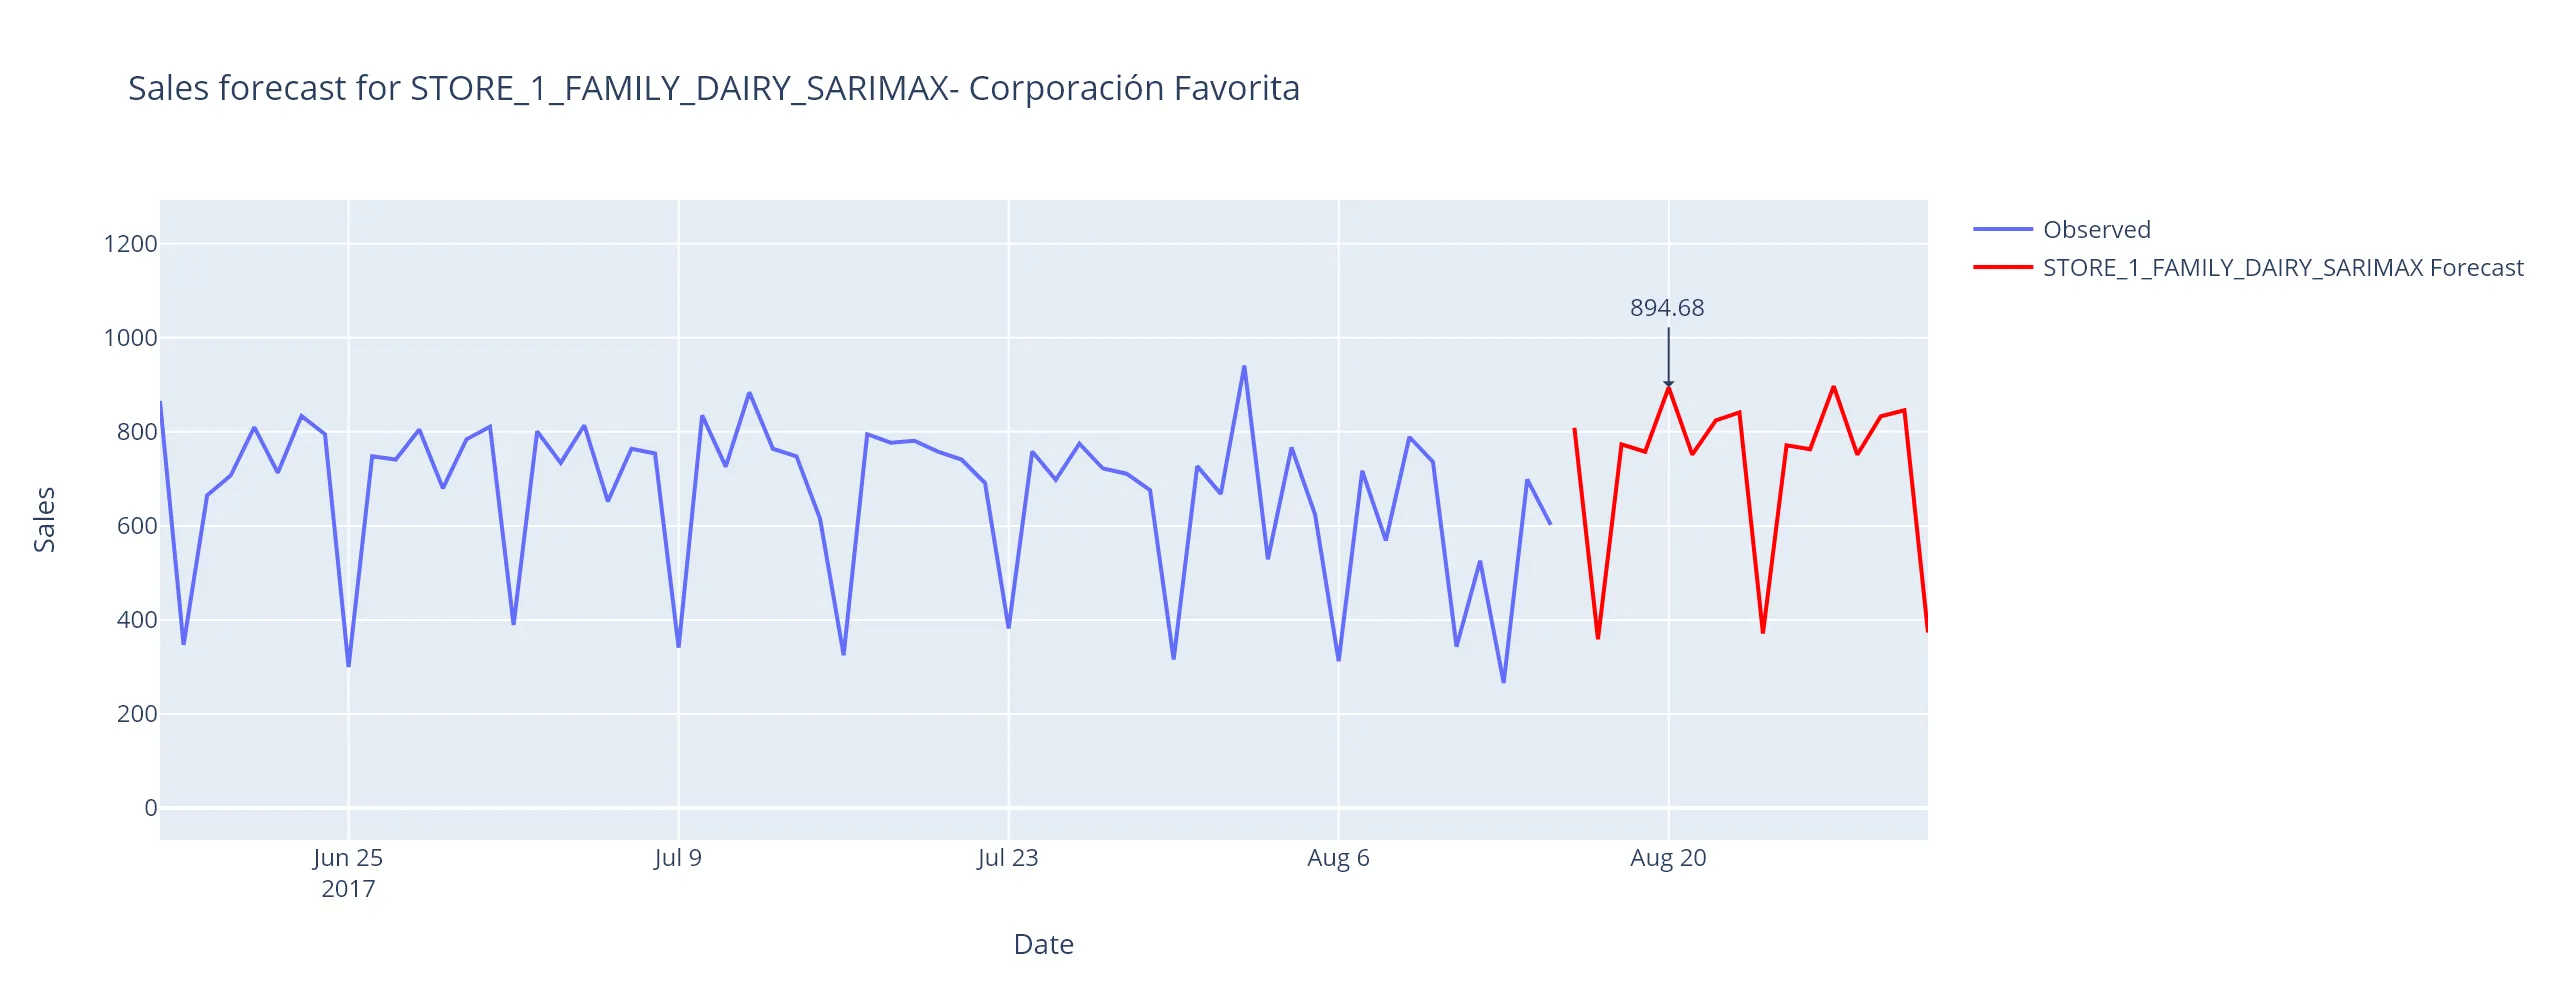 Sales forecast for STORE_1_FAMILY_DAIRY_SARIMAX- Corporación Favorita
Observed
STORE_1_FAMILY_DAIRY_SARIMAX Forecast
894.68
1200
1000
800
600
400
200
0
Sales
Jun 25
2017
Jul 9
Jul 23
Aug 6
Aug 20
Date